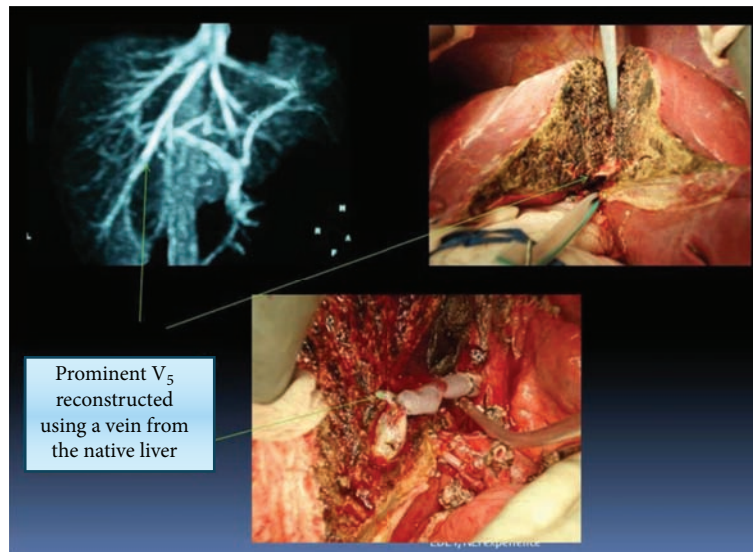 H
R A
P
L
Prominent V₅
reconstructed
using a vein from
the native liver